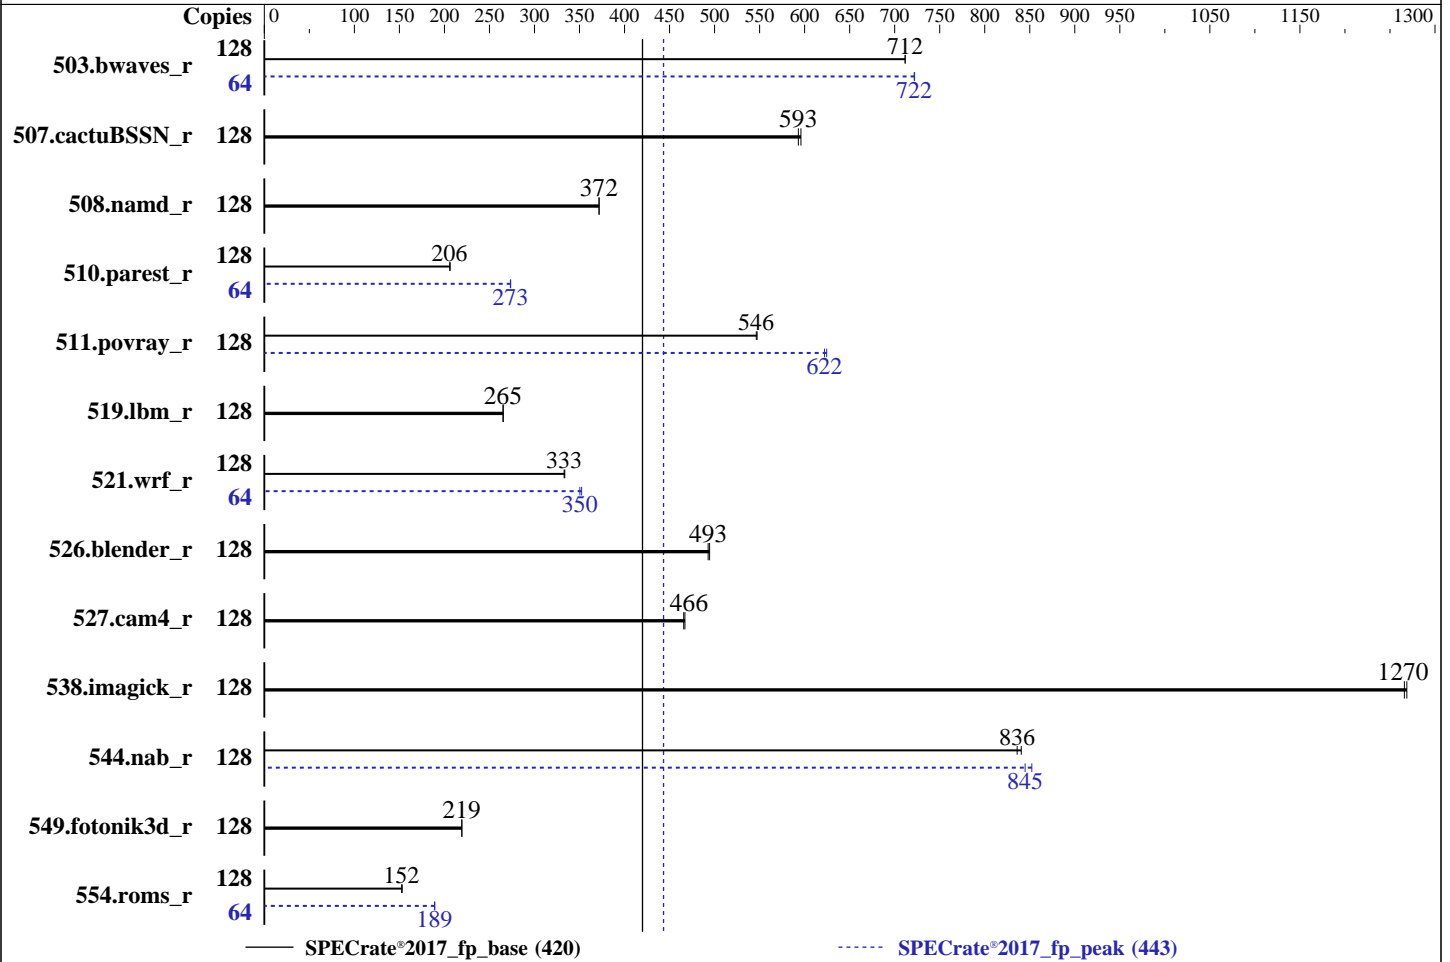 Copies 0 100 150 200 250 300 350 400 450 500 550 600 650 700 750 800 850 900 950 1050 1150 1300
503.bwaves_r 128 712
64 722
507.cactuBSSN_r 128 593
508.namd_r 128 372
510.parest_r 128 206
64 273
511.povray_r 128 546
622
519.lbm_r 128 265
521.wrf_r 128 333
64 350
526.blender_r 128 493
527.cam4_r 128 466
538.imagick_r 128 1270
544.nab_r 128 836
845
549.fotonik3d_r 128 219
554.roms_r 128 152
64 189
SPECrate®2017_fp_base (420) SPECrate®2017_fp_peak (443)